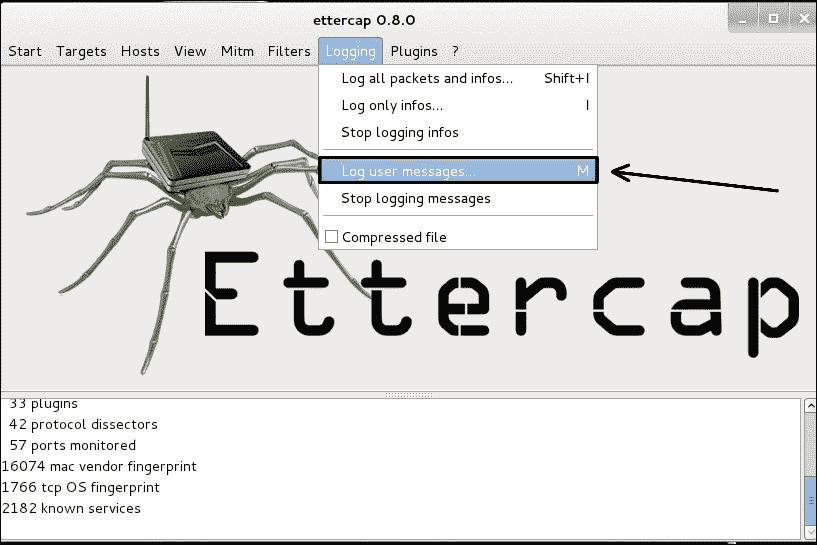 ettercap 0.8.0
Start Targets Hosts View Mitm Filters Logging Plugins ?
Log all packets and infos... Shift+I
Log only infos... I
Stop logging infos
Log user messages... M
Stop logging messages
Compressed file
Ettercap
33 plugins
42 protocol dissectors
57 ports monitored
16074 mac vendor fingerprint
1766 tcp OS fingerprint
2182 known services